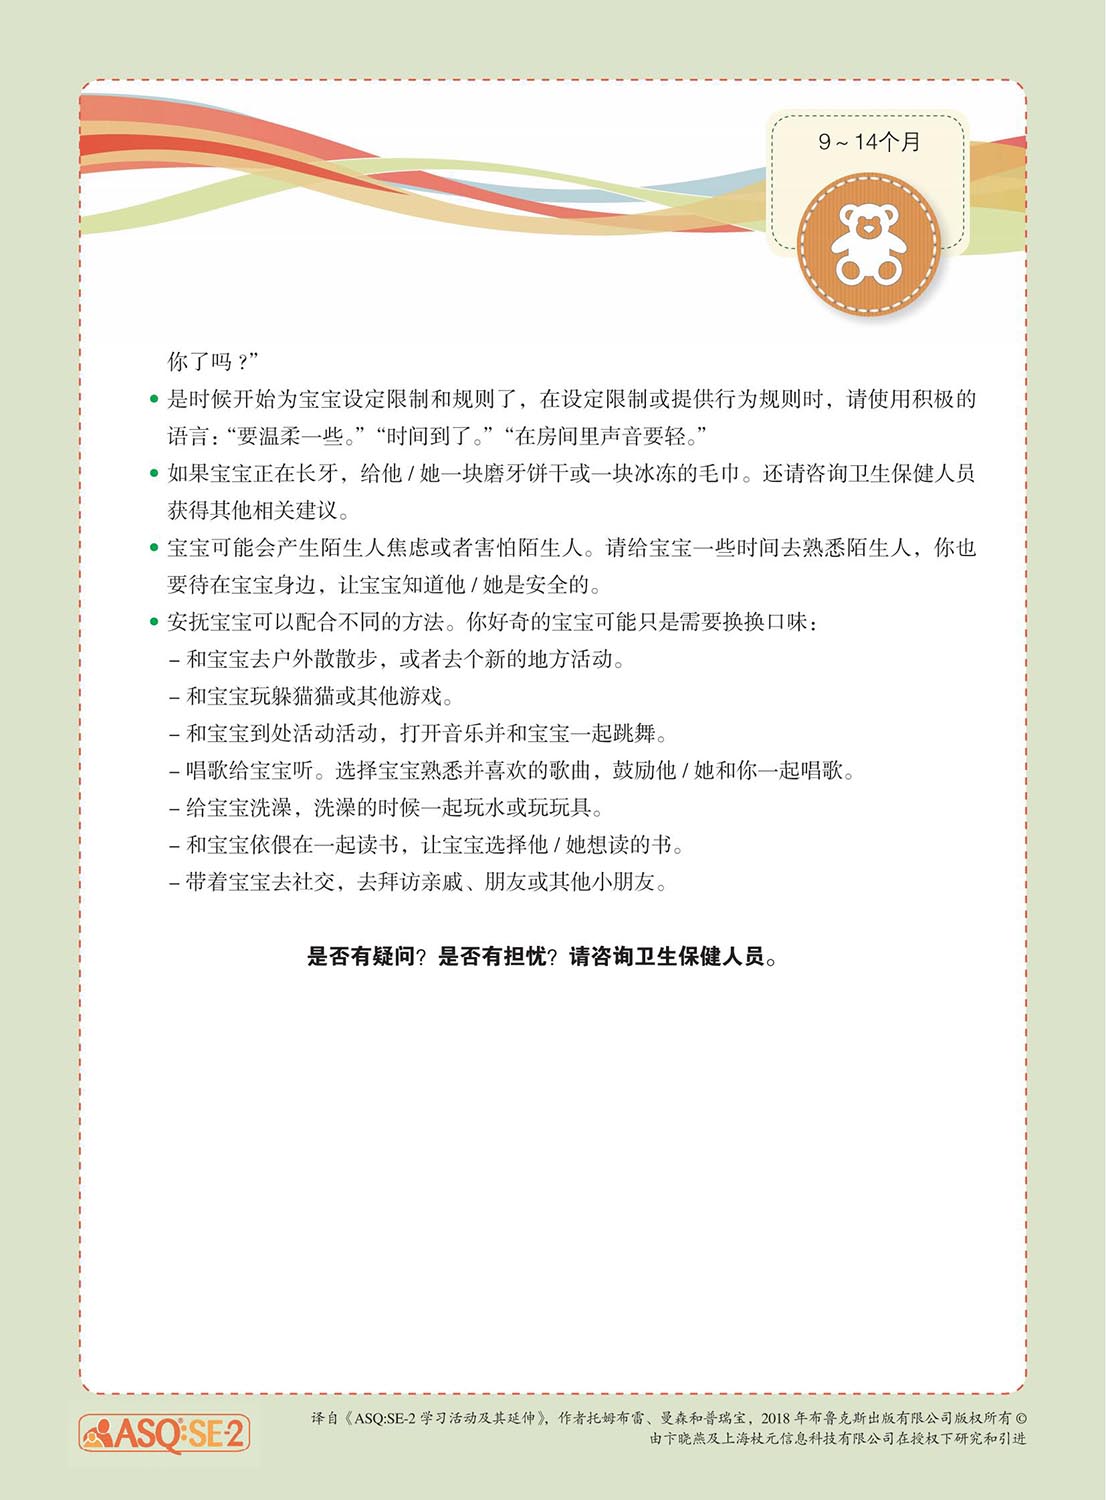 9～14个月
你了吗？”
• 是时候开始为宝宝设定限制和规则了，在设定限制或提供行为规则时，请使用积极的
语言：“要温柔一些。”“时间到了。”“在房间里声音要轻。”
• 如果宝宝正在长牙，给他 / 她一块磨牙饼干或一块冰冻的毛巾。还请咨询卫生保健人员
获得其他相关建议。
• 宝宝可能会产生陌生人焦虑或者害怕陌生人。请给宝宝一些时间去熟悉陌生人，你也
要待在宝宝身边，让宝宝知道他 / 她是安全的。
• 安抚宝宝可以配合不同的方法。你好奇的宝宝可能只是需要换换口味：
– 和宝宝去户外散散步，或者去个新的地方活动。
– 和宝宝玩躲猫猫或其他游戏。
– 和宝宝到处活动活动，打开音乐并和宝宝一起跳舞。
– 唱歌给宝宝听。选择宝宝熟悉并喜欢的歌曲，鼓励他 / 她和你一起唱歌。
– 给宝宝洗澡，洗澡的时候一起玩水或玩玩具。
– 和宝宝依偎在一起读书，让宝宝选择他 / 她想读的书。
– 带着宝宝去社交，去拜访亲戚、朋友或其他小朋友。
是否有疑问？是否有担忧？请咨询卫生保健人员。
ASQ:SE-2
译自《ASQ:SE-2 学习活动及其延伸》，作者托姆布雷、曼森和普瑞宝，2018 年布鲁克斯出版有限公司版权所有 ©
由卞晓燕及上海杖元信息科技有限公司在授权下研究和引进